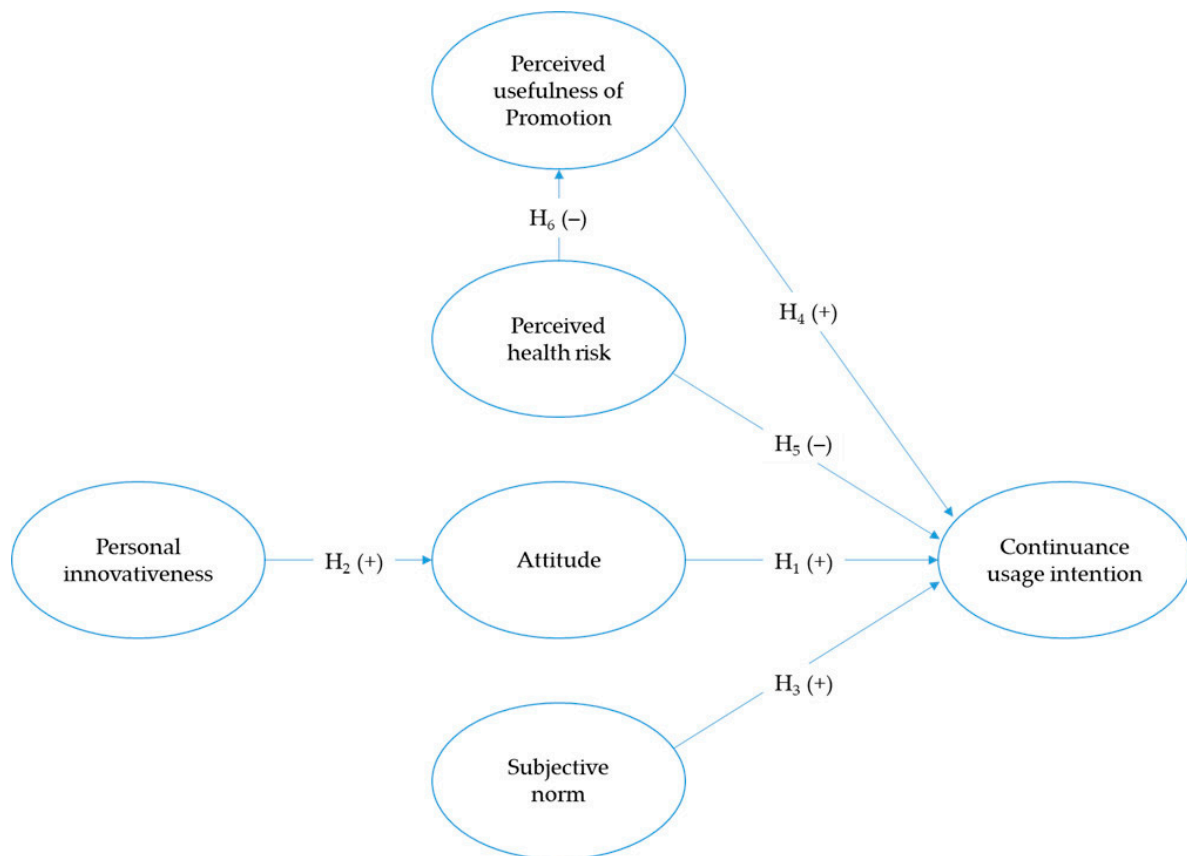 Perceived
usefulness of
Promotion
H₆ (–)
Perceived
health risk
H₄ (+)
H₅ (–)
Personal
innovativeness
H₂ (+)
Attitude
H₁ (+)
Continuance
usage intention
H₃ (+)
Subjective
norm